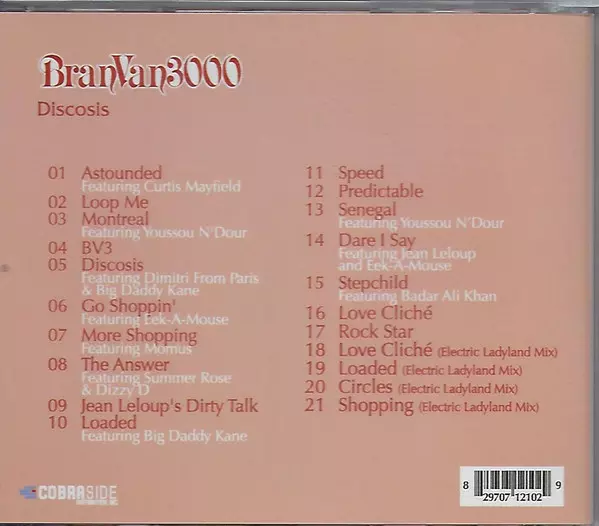 BranVan3000
Discosis
01 Astounded
Featuring Curtis Mayfield
02 Loop Me
03 Montreal
Featuring Youssou N'Dour
04 BV3
05 Discosis
Featuring Dimitri From Paris
& Big Daddy Kane
06 Go Shoppin'
Featuring Eek-A-Mouse
07 More Shopping
Featuring Momus
08 The Answer
Featuring Summer Rose
& Dizzy D
09 Jean Leloup's Dirty Talk
10 Loaded
Featuring Big Daddy Kane
11 Speed
12 Predictable
13 Senegal
Featuring Youssou N'Dour
14 Dare I Say
Featuring Jean Leloup
and Eek-A-Mouse
15 Stepchild
Featuring Badar Ali Khan
16 Love Cliché
17 Rock Star
18 Love Cliché (Electric Ladyland Mix)
19 Loaded (Electric Ladyland Mix)
20 Circles (Electric Ladyland Mix)
21 Shopping (Electric Ladyland Mix)
COBRASIDE
8 29707 12102 9